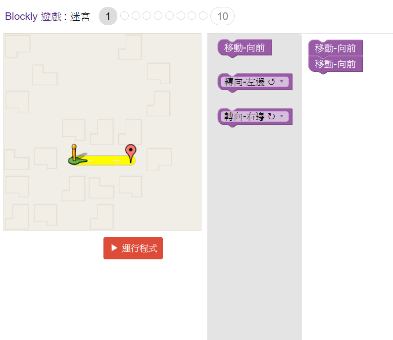 Blockly 遊戲 : 迷宮 1 10
移動-向前
轉向-左邊 ↺ ▾
轉向-右邊 ↻ ▾
移動-向前
移動-向前
▶ 運行程式